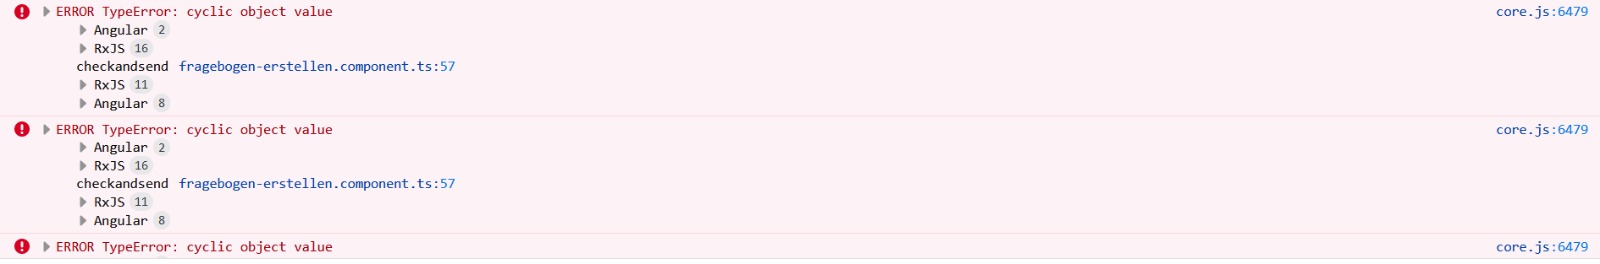 ERROR TypeError: cyclic object value core.js:6479
Angular 2
RxJS 16
checkandsend fragebogen-erstellen.component.ts:57
RxJS 11
Angular 8
ERROR TypeError: cyclic object value core.js:6479
Angular 2
RxJS 16
checkandsend fragebogen-erstellen.component.ts:57
RxJS 11
Angular 8
ERROR TypeError: cyclic object value core.js:6479